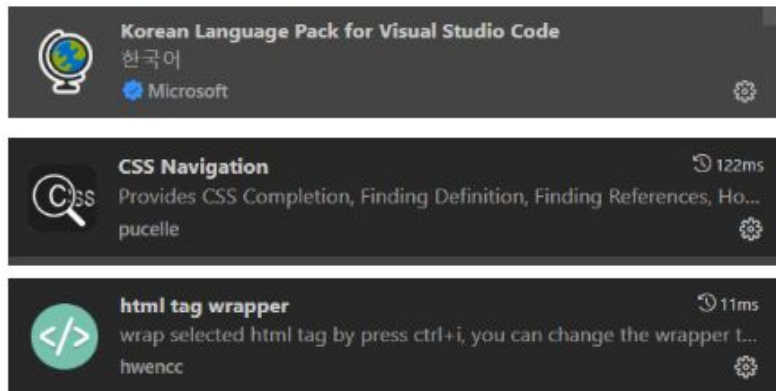 Korean Language Pack for Visual Studio Code
한국어
Microsoft
CSS Navigation 122ms
CSS Provides CSS Completion, Finding Definition, Finding References, Ho...
pucelle
html tag wrapper 11ms
</> wrap selected html tag by press ctrl+i, you can change the wrapper t...
hwencc